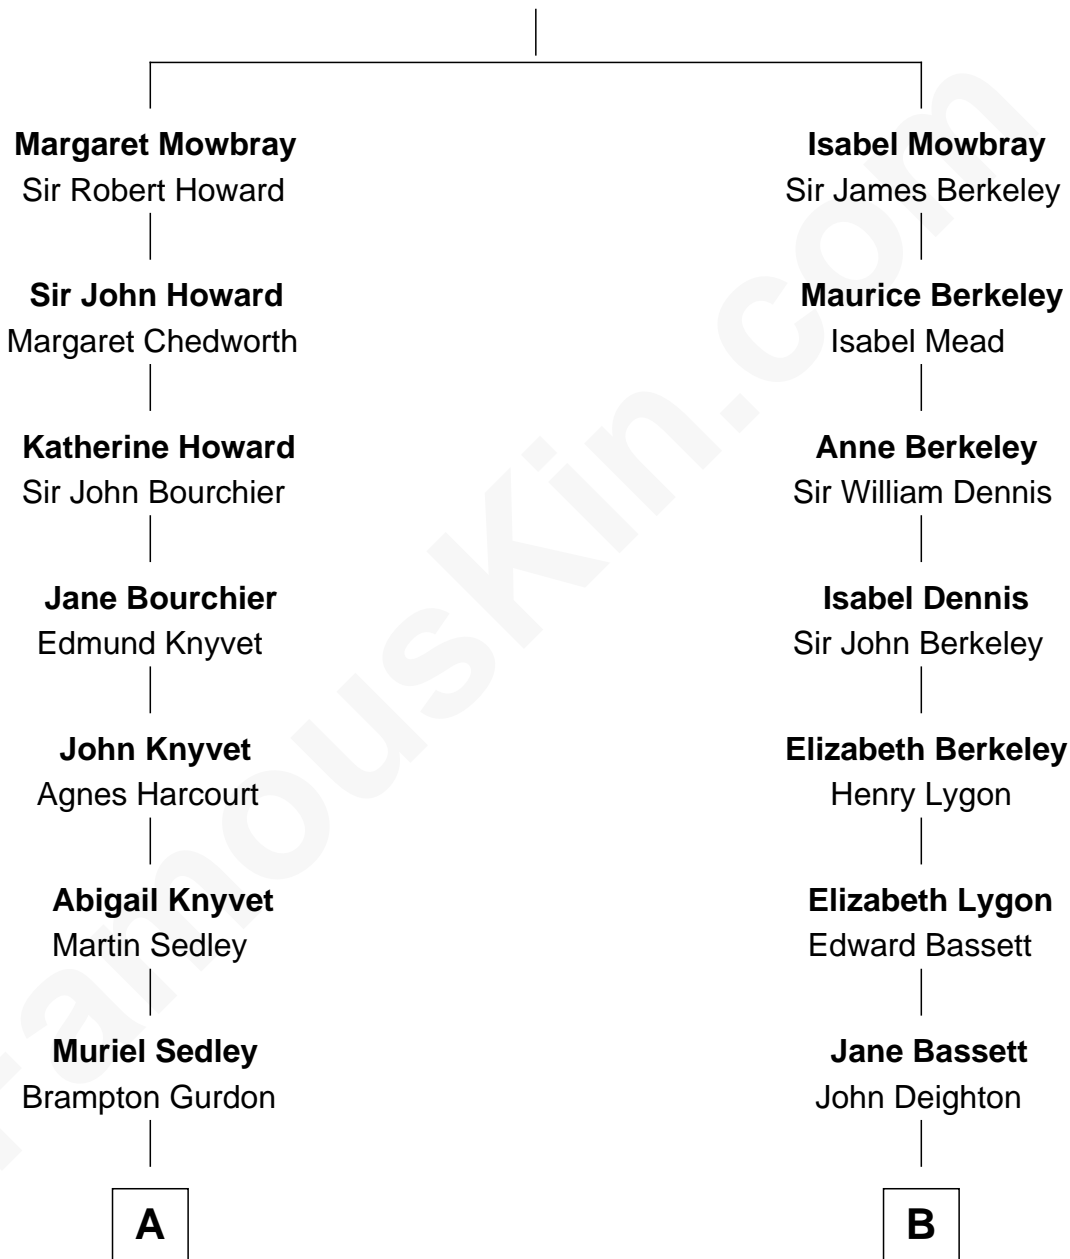 Margaret Mowbray
Sir Robert Howard
Sir John Howard
Margaret Chedworth
Katherine Howard
Sir John Bourchier
Jane Bourchier
Edmund Knyvet
John Knyvet
Agnes Harcourt
Abigail Knyvet
Martin Sedley
Muriel Sedley
Brampton Gurdon
A
Isabel Mowbray
Sir James Berkeley
Maurice Berkeley
Isabel Mead
Anne Berkeley
Sir William Dennis
Isabel Dennis
Sir John Berkeley
Elizabeth Berkeley
Henry Lygon
Elizabeth Lygon
Edward Bassett
Jane Bassett
John Deighton
B
FamousKin.com